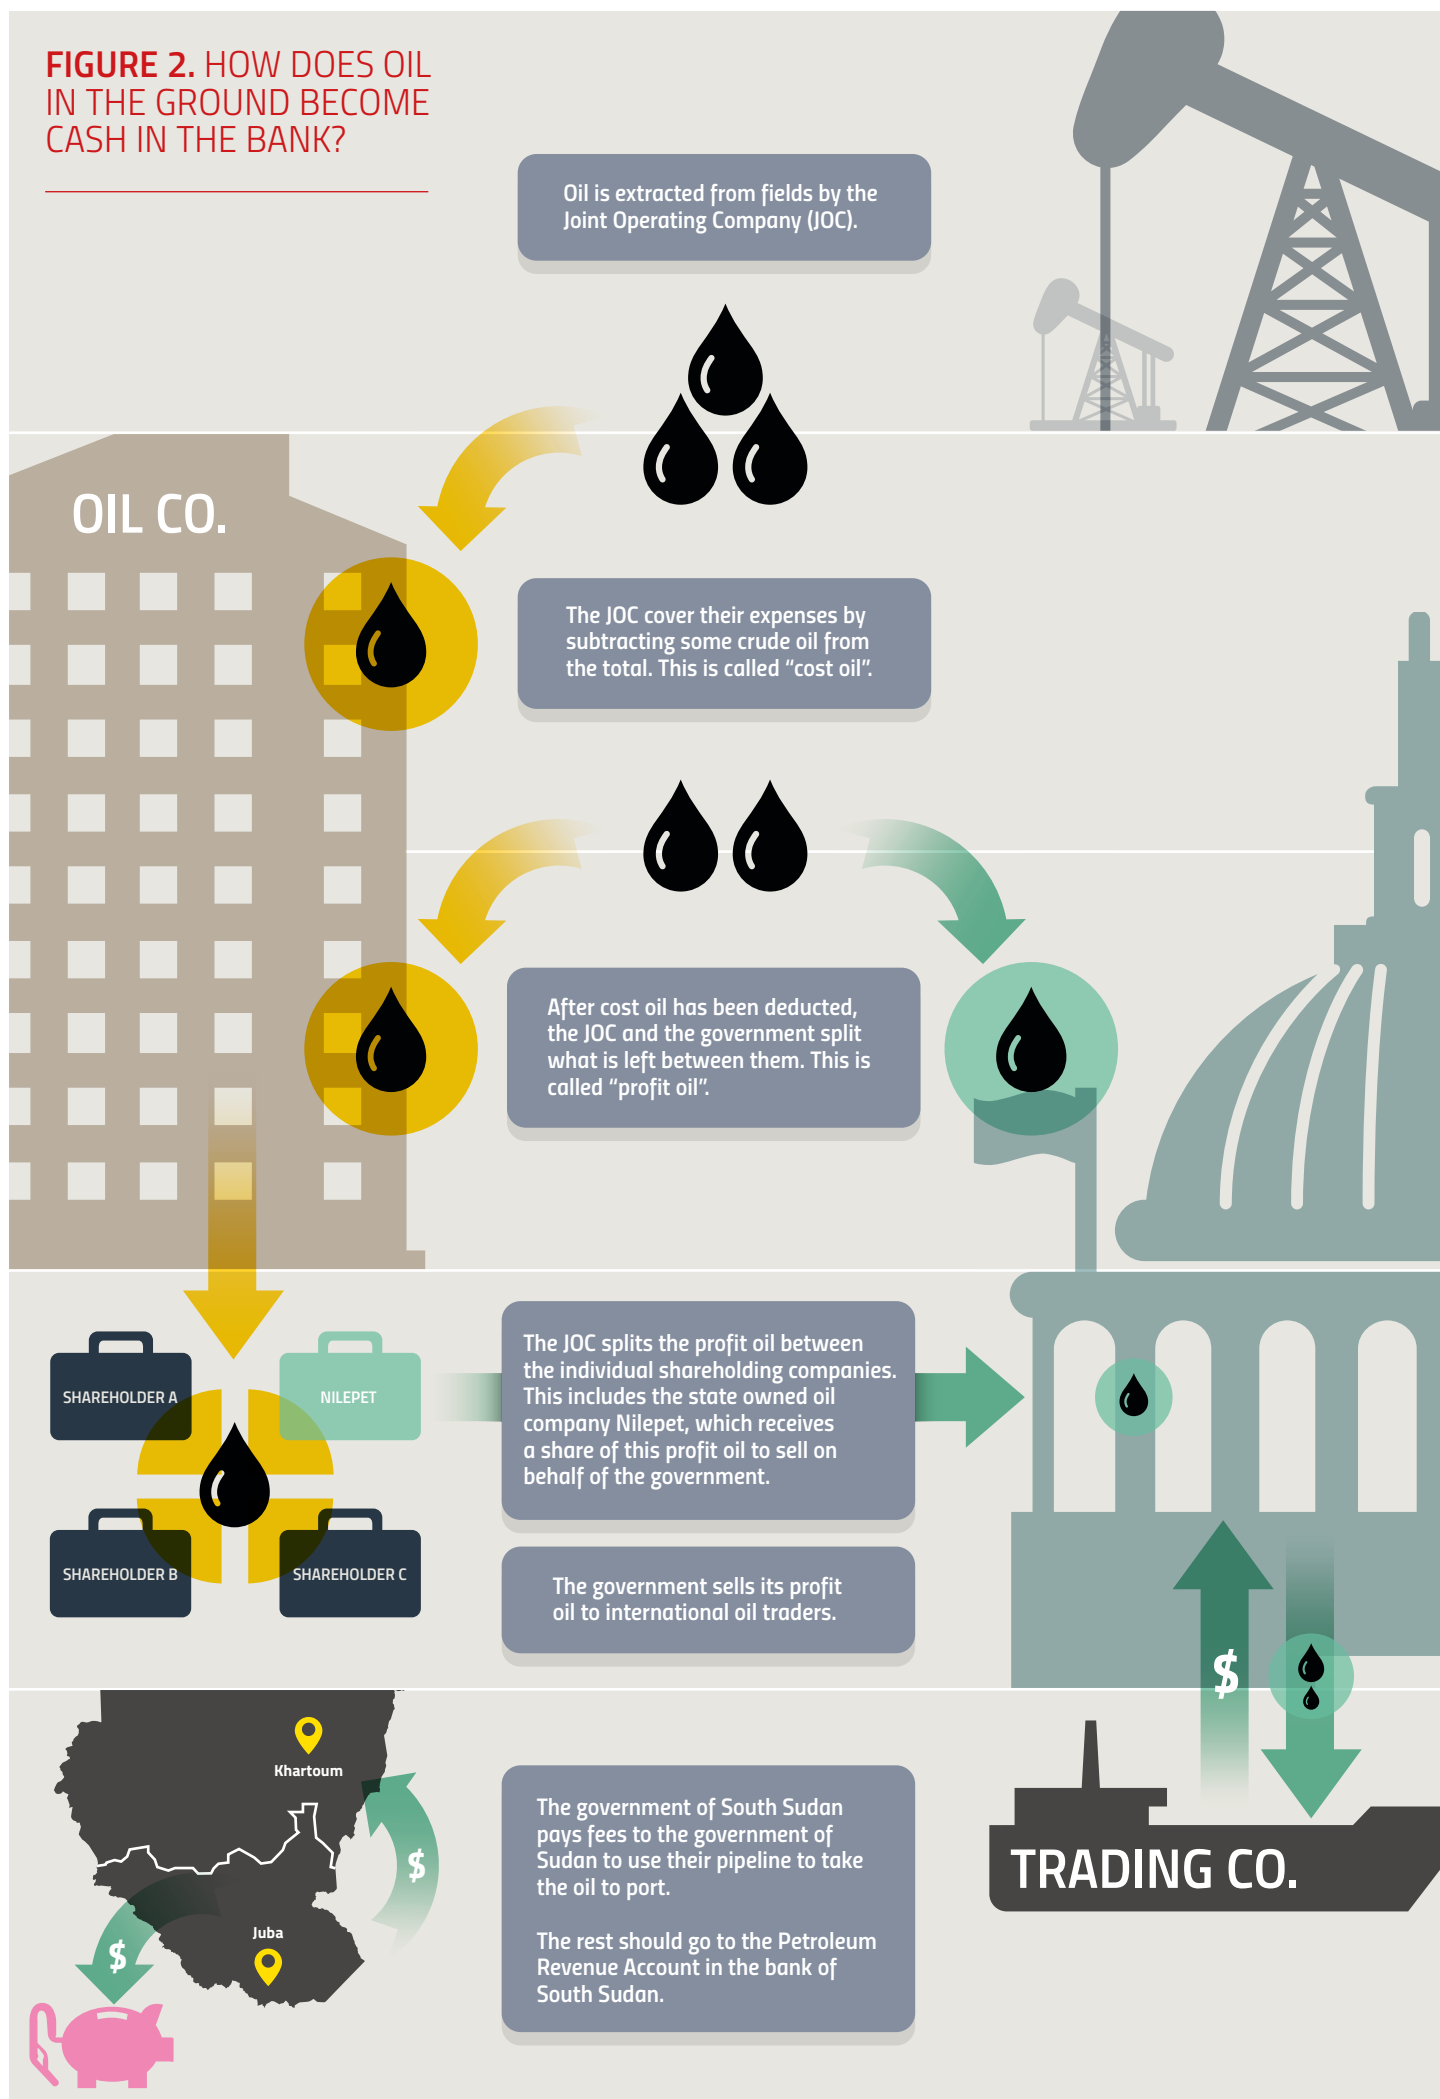 FIGURE 2. HOW DOES OIL
IN THE GROUND BECOME
CASH IN THE BANK?
Oil is extracted from fields by the
Joint Operating Company (JOC).
OIL CO.
The JOC cover their expenses by
subtracting some crude oil from
the total. This is called “cost oil”.
After cost oil has been deducted,
the JOC and the government split
what is left between them. This is
called “profit oil”.
SHAREHOLDER A
NILEPET
SHAREHOLDER B
SHAREHOLDER C
The JOC splits the profit oil between
the individual shareholding companies.
This includes the state owned oil
company Nilepet, which receives
a share of this profit oil to sell on
behalf of the government.
The government sells its profit
oil to international oil traders.
$
Khartoum
$
Juba
$
The government of South Sudan
pays fees to the government of
Sudan to use their pipeline to take
the oil to port.
The rest should go to the Petroleum
Revenue Account in the bank of
South Sudan.
TRADING CO.